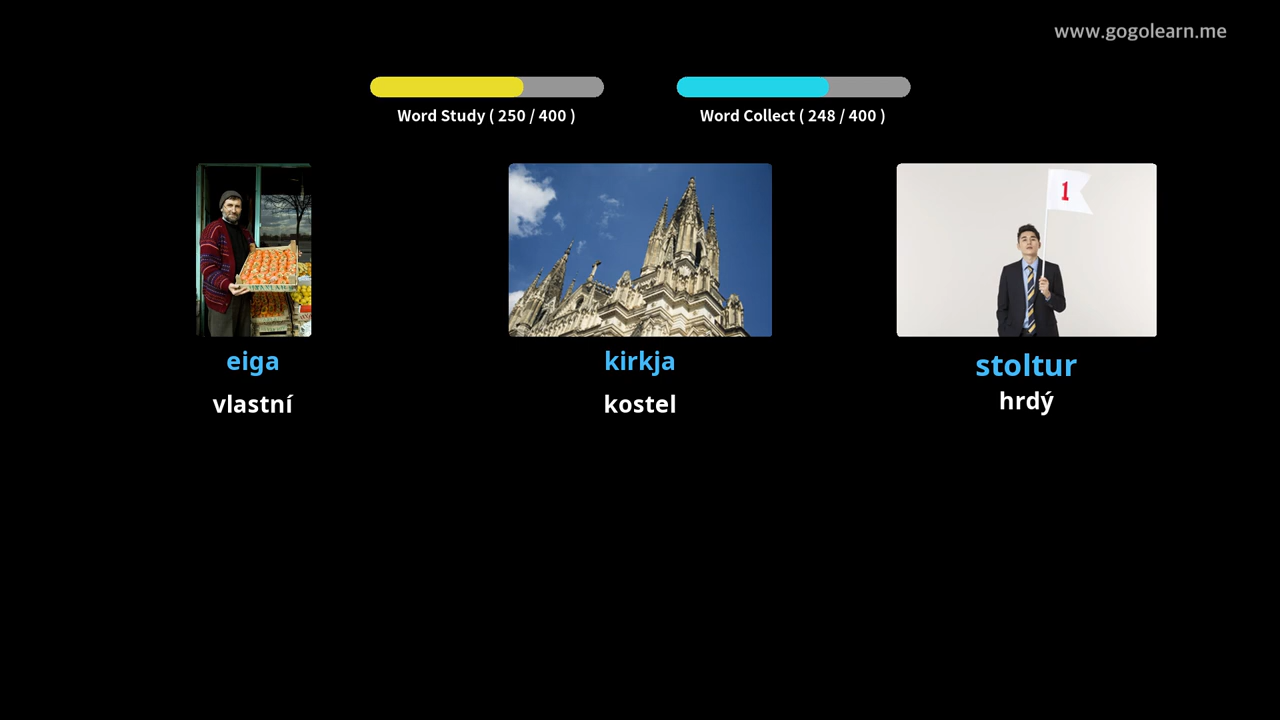 www.gogolearn.me
Word Study ( 250 / 400 )
Word Collect ( 248 / 400 )
1
eiga
kirkja
stoltur
vlastní
kostel
hrdý